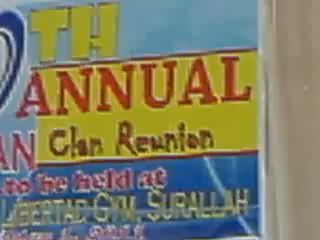 TH
ANNUAL
AN Clan Reunion
to be held at
LIBERTAD GYM, SURALLAH